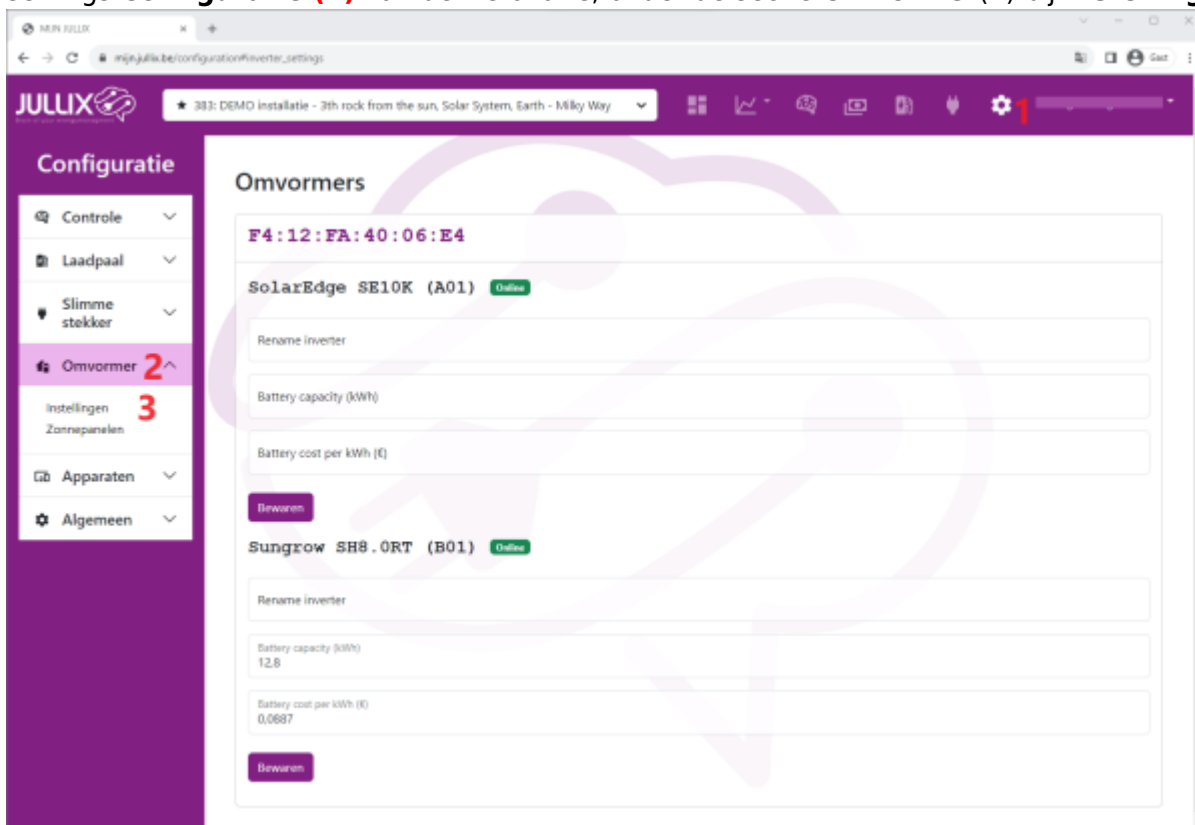 MIJN JULLIX
mijn.jullix.be/configuration#inverter_settings
Gast
JULLIX
★ 383: DEMO installatie - 3th rock from the sun, Solar System, Earth - Milky Way
1
Configuratie
Controle
Laadpaal
Slimme
stekker
Omvormer 2
Instellingen 3
Zonnepanelen
Apparaten
Algemeen
Omvormers
F4:12:FA:40:06:E4
SolarEdge SE10K (A01) Online
Rename inverter
Battery capacity (kWh)
Battery cost per kWh (€)
Bewaren
Sungrow SH8.0RT (B01) Online
Rename inverter
Battery capacity (kWh)
12,8
Battery cost per kWh (€)
0,0887
Bewaren